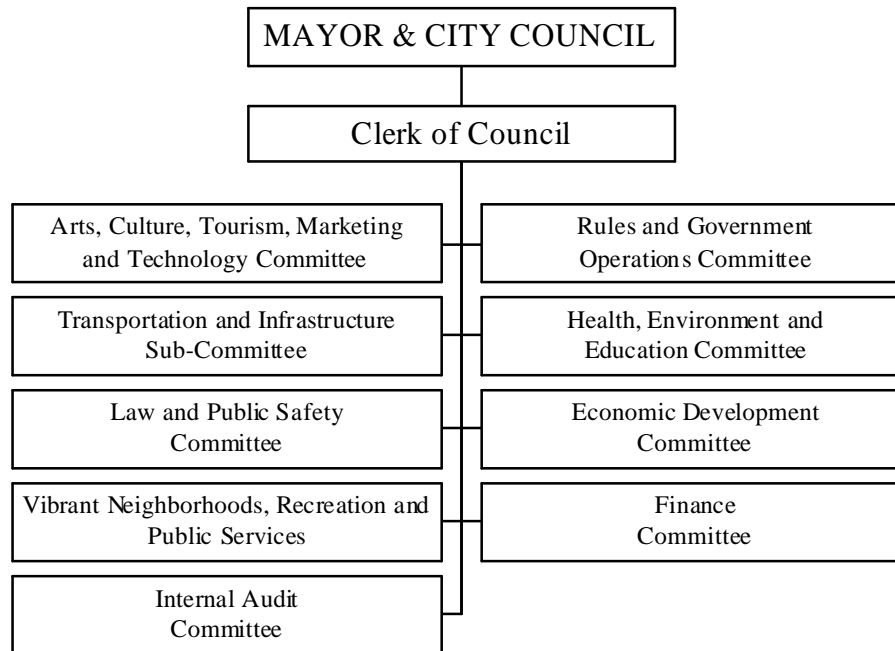 MAYOR & CITY COUNCIL
Clerk of Council
Arts, Culture, Tourism, Marketing
and Technology Committee
Rules and Government
Operations Committee
Transportation and Infrastructure
Sub-Committee
Health, Environment and
Education Committee
Law and Public Safety
Committee
Economic Development
Committee
Vibrant Neighborhoods, Recreation and
Public Services
Finance
Committee
Internal Audit
Committee